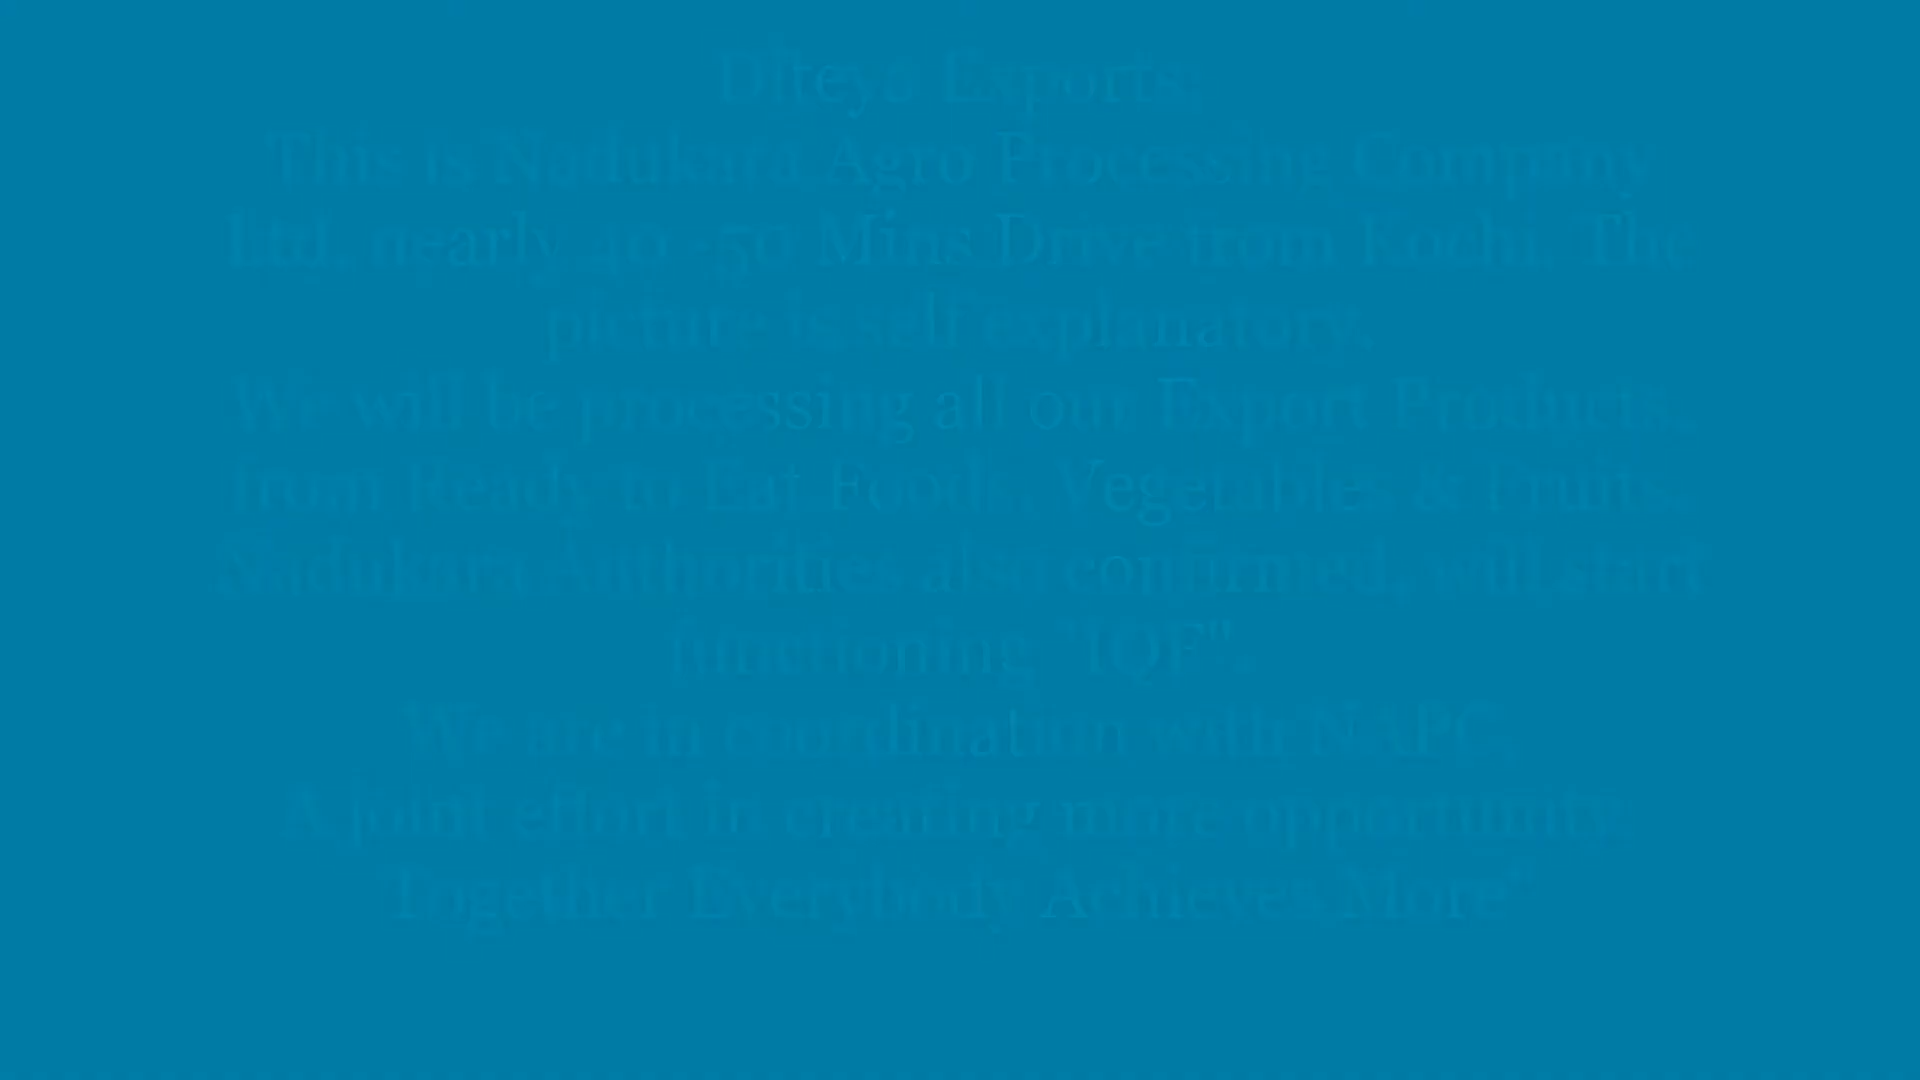 Diteya Exports,
This is Nadukara Agro Processing Company
Ltd. nearly 40 -50 Mins Drive from Kochi. The
picture is self explanatory.
We will be processing all our Export Products.
from Ready to Eat Foods, Vegetables & Fruits.
Nadukara Authorities also confirmed, will start
functioning "IQF".
We are in coordination with NAPC,
A joint effort in creating more opportunity
Together Everybody Achieves More"